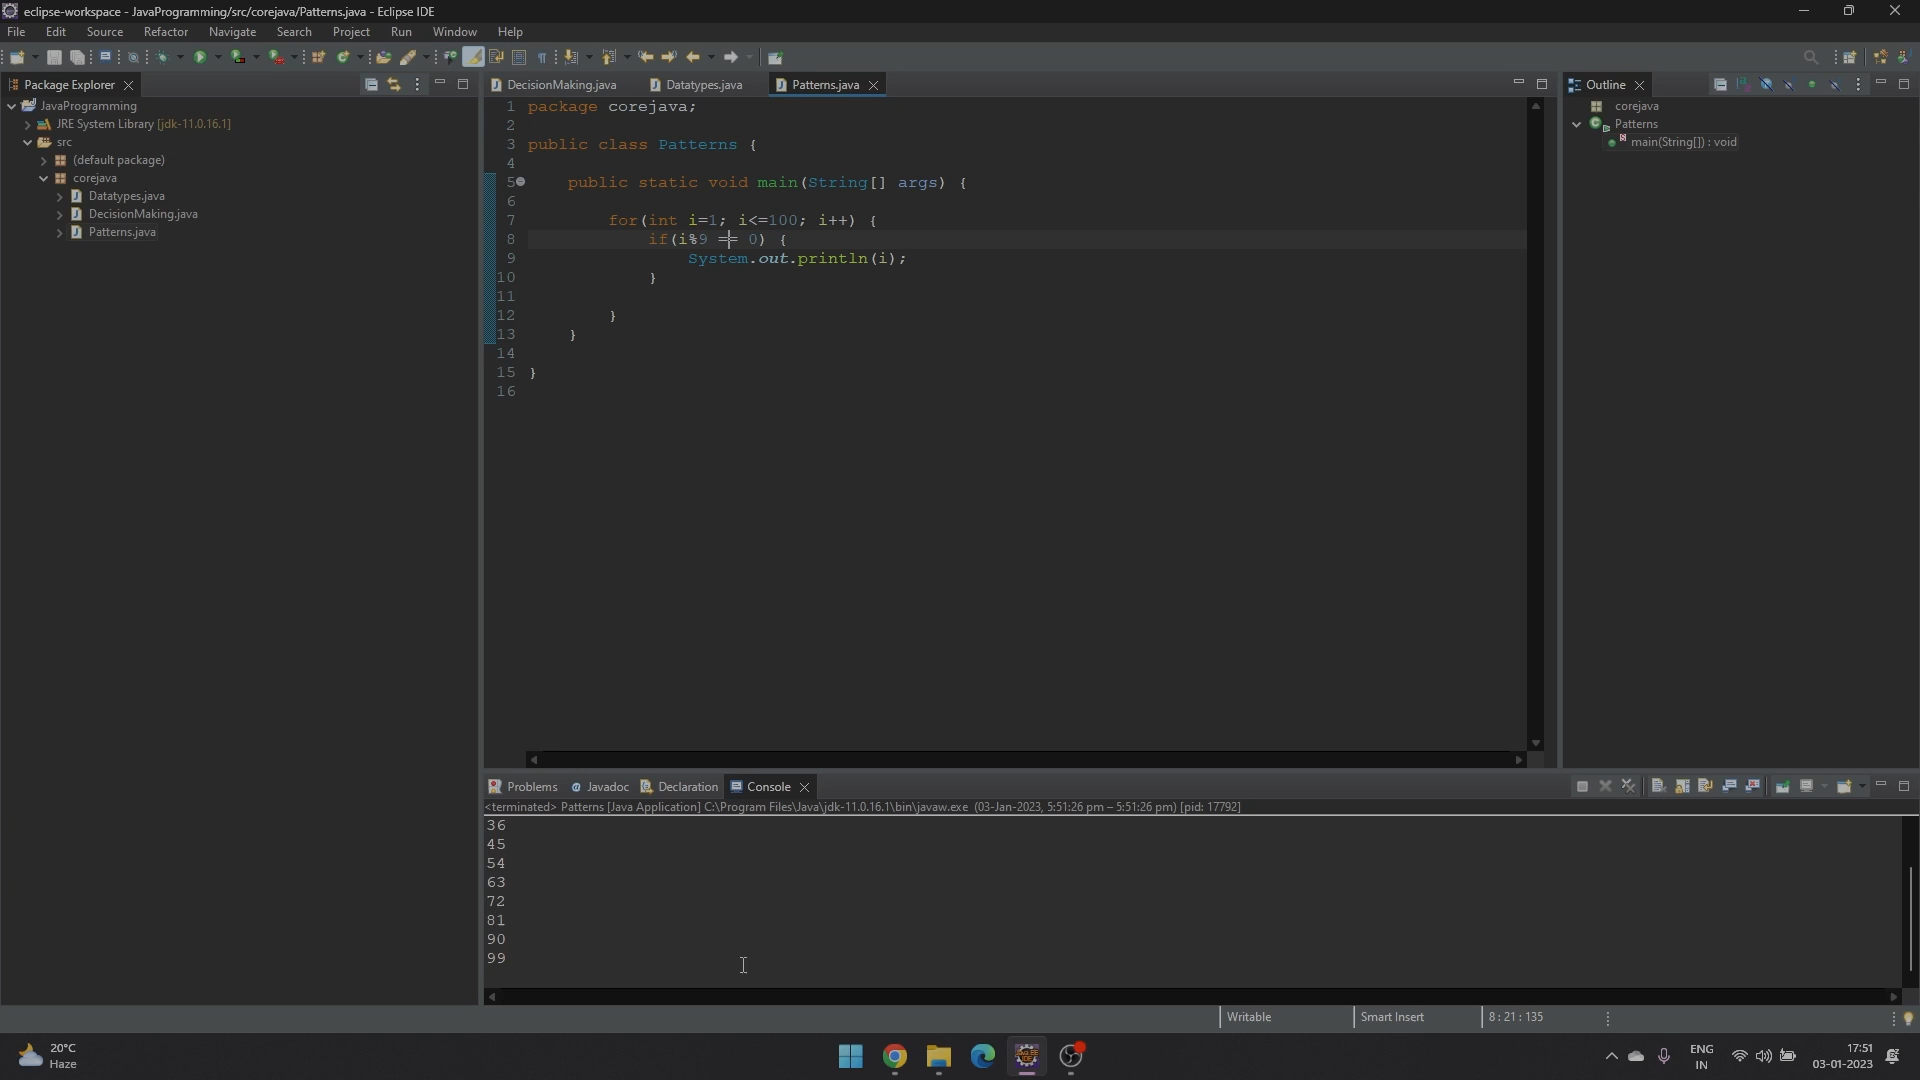 eclipse-workspace - JavaProgramming/src/corejava/Patterns.java - Eclipse IDE
File Edit Source Refactor Navigate Search Project Run Window Help
Package Explorer
JavaProgramming
JRE System Library [jdk-11.0.16.1]
src
(default package)
corejava
Datatypes.java
DecisionMaking.java
Patterns.java
DecisionMaking.java Datatypes.java Patterns.java
1 package corejava;
2
3 public class Patterns {
4
5 public static void main(String[] args) {
6
7 for(int i=1; i<=100; i++) {
8 if(i%9 == 0) {
9 System.out.println(i);
10 }
11
12 }
13 }
14
15 }
16
Outline
corejava
Patterns
main(String[]) : void
Problems @ Javadoc Declaration Console
<terminated> Patterns [Java Application] C:\Program Files\Java\jdk-11.0.16.1\bin\javaw.exe (03-Jan-2023, 5:51:26 pm – 5:51:26 pm) [pid: 17792]
36
45
54
63
72
81
90
99
Writable Smart Insert 8 : 21 : 135
20°C
Haze
ENG
IN
17:51
03-01-2023